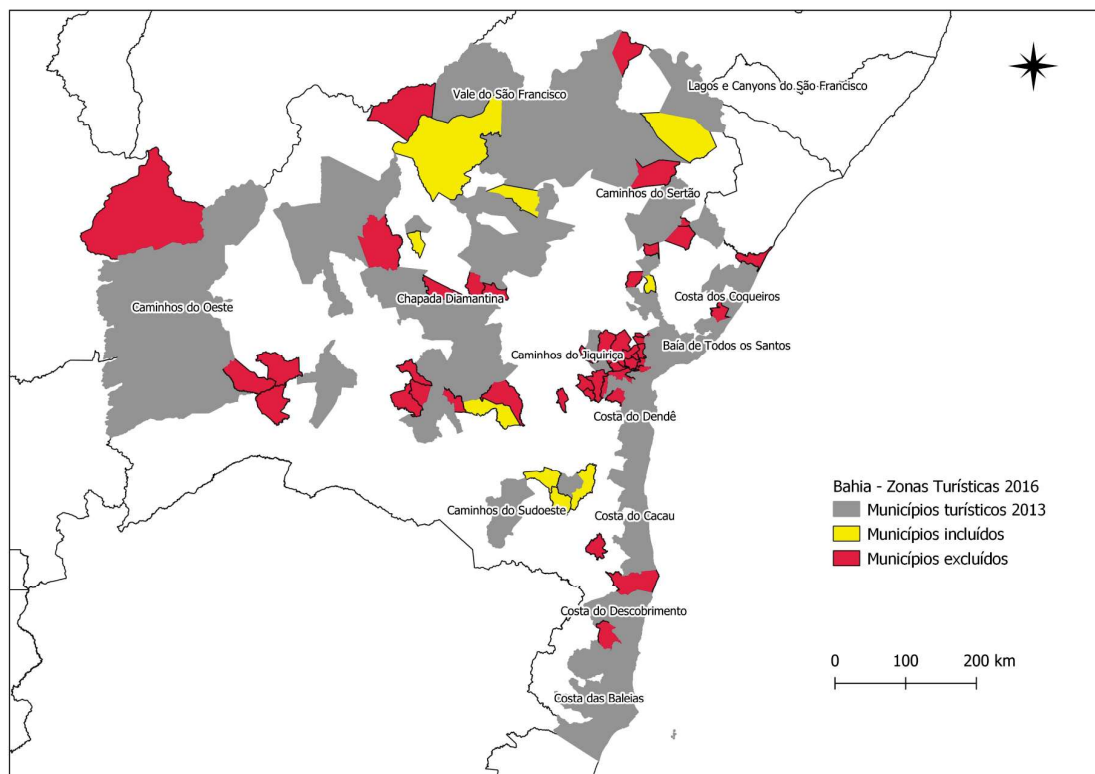 Lagos e Canyons do São Francisco
Vale do São Francisco
Caminhos do Sertão
Chapada Diamantina
Costa dos Coqueiros
Caminhos do Oeste
Baía de Todos os Santos
Caminhos do Jiquiriça
Costa do Dendê
Caminhos do Sudoeste
Costa do Cacau
Costa do Descobrimento
Costa das Baleias
Bahia - Zonas Turísticas 2016
Municípios turísticos 2013
Municípios incluídos
Municípios excluídos
0 100 200 km